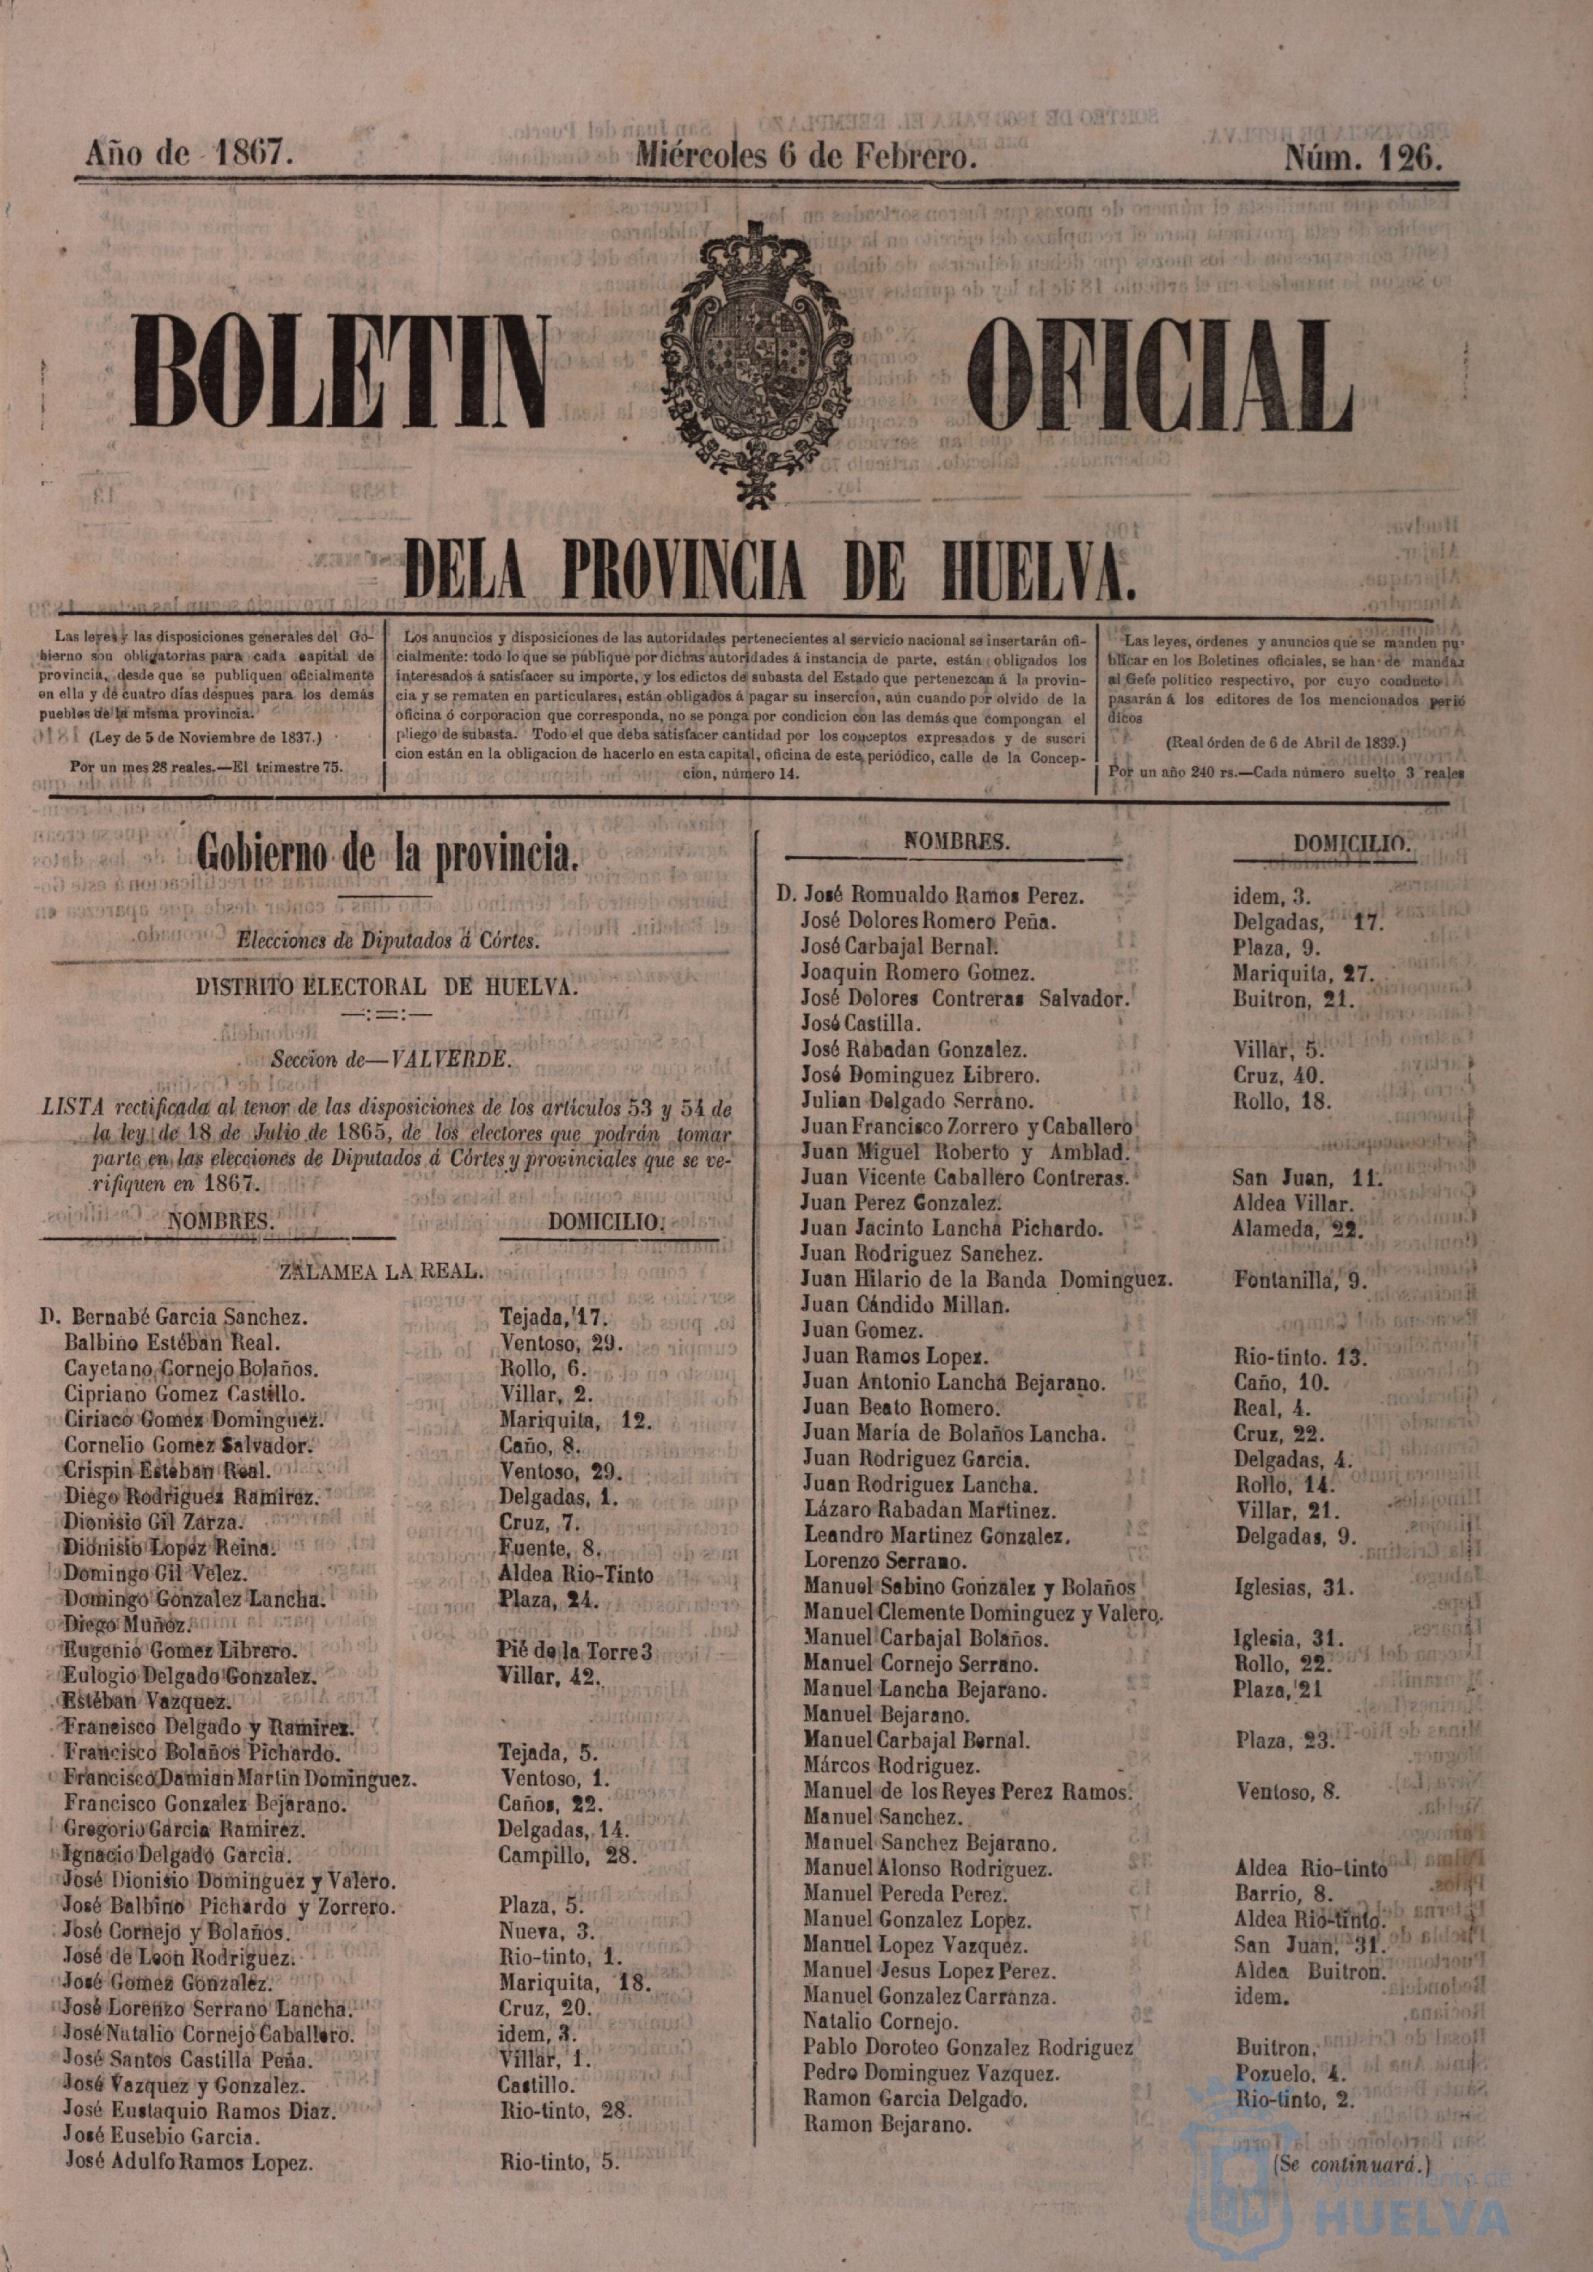 Año de 1867.
Miércoles 6 de Febrero.
Núm. 126.
BOLETIN OFICIAL
DELA PROVINCIA DE HUELVA.
Las leyes y las disposiciones generales del Go-
bierno son obligatorias para cada capital de
provincia, desde que se publiquen oficialmente
en ella y dé cuatro días despues para los demás
pueblos de la misma provincia.
(Ley de 5 de Noviembre de 1837.)
Por un mes 28 reales.—El trimestre 75.
Los anuncios y disposiciones de las autoridades pertenecientes al servicio nacional se insertarán ofi-
cialmente: todo lo que se publique por dichas autoridades á instancia de parte, están obligados los
interesados á satisfacer su importe, y los edictos de subasta del Estado que pertenezcan á la provin-
cia y se rematen en particulares, están obligados á pagar su insercion, aún cuando por olvido de la
oficina ó corporacion que corresponda, no se ponga por condicion con las demás que compongan el
pliego de subasta. Todo el que deba satisfacer cantidad por los conceptos expresados y de suscri
cion están en la obligacion de hacerlo en esta capital, oficina de este periódico, calle de la Concep-
cion, número 14.
Las leyes, órdenes y anuncios que se manden pu-
blicar en los Boletines oficiales, se han de mandar
al Gefe político respectivo, por cuyo conducto
pasarán á los editores de los mencionados perió
dicos
(Real órden de 6 de Abril de 1839.)
Por un año 240 rs.—Cada número suelto 3 reales
Gobierno de la provincia.
Elecciones de Diputados á Córtes.
DISTRITO ELECTORAL DE HUELVA.
Seccion de—VALVERDE.
LISTA rectificada al tenor de las disposiciones de los artículos 53 y 54 de
la ley de 18 de Julio de 1865, de los electores que podrán tomar
parte en las elecciones de Diputados á Córtes y provinciales que se ve-
rifiquen en 1867.
NOMBRES. DOMICILIO.
ZALAMEA LA REAL.
D. Bernabé Garcia Sanchez. Tejada, 17.
Balbino Estéban Real. Ventoso, 29.
Cayetano Cornejo Bolaños. Rollo, 6.
Cipriano Gomez Castillo. Villar, 2.
Ciriaco Gomez Dominguez. Mariquita, 12.
Cornelio Gomez Salvador. Caño, 8.
Crispin Estéban Real. Ventoso, 29.
Diego Rodriguez Ramirez. Delgadas, 1.
Dionisio Gil Zarza. Cruz, 7.
Dionisio Lopez Reina. Fuente, 8.
Domingo Gil Velez. Aldea Rio-Tinto
Domingo Gonzalez Lancha. Plaza, 24.
Diego Muñoz.
Eugenio Gomez Librero. Pié de la Torre 3
Eulogio Delgado Gonzalez. Villar, 42.
Estéban Vazquez.
Francisco Delgado y Ramirez.
Francisco Bolaños Pichardo. Tejada, 5.
Francisco Damian Martin Dominguez. Ventoso, 1.
Francisco Gonzalez Bejarano. Caños, 22.
Gregorio Garcia Ramirez. Delgadas, 14.
Ignacio Delgado Garcia. Campillo, 28.
José Dionisio Dominguez y Valero.
José Balbino Pichardo y Zorrero. Plaza, 5.
José Cornejo y Bolaños. Nueva, 3.
José de Leon Rodriguez. Rio-tinto, 1.
José Gomez Gonzalez. Mariquita, 18.
José Lorenzo Serrano Lancha. Cruz, 20.
José Natalio Cornejo Caballero. idem, 3.
José Santos Castilla Peña. Villar, 1.
José Vazquez y Gonzalez. Castillo.
José Eustaquio Ramos Diaz. Rio-tinto, 28.
José Eusebio Garcia.
José Adulfo Ramos Lopez. Rio-tinto, 5.
NOMBRES. DOMICILIO.
D. José Romualdo Ramos Perez. idem, 3.
José Dolores Romero Peña. Delgadas, 17.
José Carbajal Bernal. Plaza, 9.
Joaquin Romero Gomez. Mariquita, 27.
José Dolores Contreras Salvador. Buitron, 21.
José Castilla.
José Rabadan Gonzalez. Villar, 5.
José Dominguez Librero. Cruz, 40.
Julian Delgado Serrano. Rollo, 18.
Juan Francisco Zorrero y Caballero
Juan Miguel Roberto y Amblad.
Juan Vicente Caballero Contreras. San Juan, 11.
Juan Perez Gonzalez. Aldea Villar.
Juan Jacinto Lancha Pichardo. Alameda, 22.
Juan Rodriguez Sanchez.
Juan Hilario de la Banda Dominguez. Fontanilla, 9.
Juan Cándido Millan.
Juan Gomez.
Juan Ramos Lopez. Rio-tinto. 13.
Juan Antonio Lancha Bejarano. Caño, 10.
Juan Beato Romero. Real, 4.
Juan María de Bolaños Lancha. Cruz, 22.
Juan Rodriguez Garcia. Delgadas, 4.
Juan Rodriguez Lancha. Rollo, 14.
Lázaro Rabadan Martinez. Villar, 21.
Leandro Martinez Gonzalez. Delgadas, 9.
Lorenzo Serrano.
Manuel Sabino Gonzalez y Bolaños Iglesias, 31.
Manuel Clemente Dominguez y Valero.
Manuel Carbajal Bolaños. Iglesia, 31.
Manuel Cornejo Serrano. Rollo, 22.
Manuel Lancha Bejarano. Plaza, 21
Manuel Bejarano.
Manuel Carbajal Bernal. Plaza, 23.
Márcos Rodriguez.
Manuel de los Reyes Perez Ramos. Ventoso, 8.
Manuel Sanchez.
Manuel Sanchez Bejarano.
Manuel Alonso Rodriguez. Aldea Rio-tinto
Manuel Pereda Perez. Barrio, 8.
Manuel Gonzalez Lopez. Aldea Rio-tinto.
Manuel Lopez Vazquez. San Juan, 31.
Manuel Jesus Lopez Perez. Aldea Buitron.
Manuel Gonzalez Carranza. idem.
Natalio Cornejo.
Pablo Doroteo Gonzalez Rodriguez Buitron,
Pedro Dominguez Vazquez. Pozuelo, 4.
Ramon Garcia Delgado. Rio-tinto, 2.
Ramon Bejarano.
(Se continuará.)
Ayuntamiento de
HUELVA